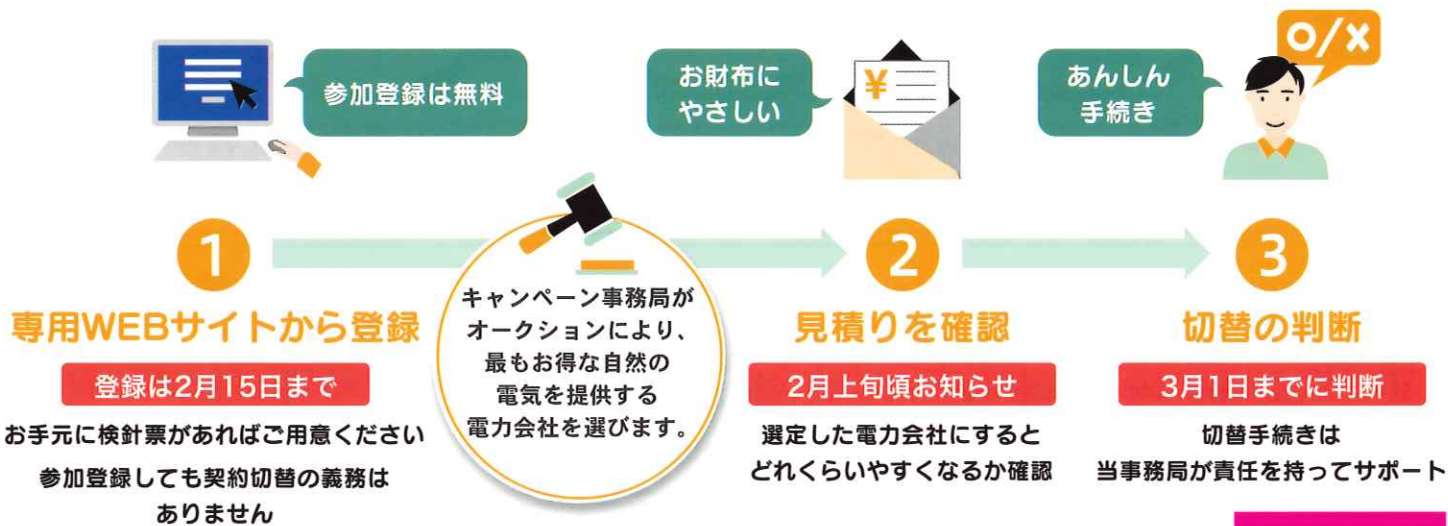 参加登録は無料
お財布に
やさしい
¥
あんしん
手続き
O/X
1
専用WEBサイトから登録
登録は2月15日まで
お手元に検針票があればご用意ください
参加登録しても契約切替の義務は
ありません
キャンペーン事務局が
オークションにより、
最もお得な自然の
電気を提供する
電力会社を選びます。
2
見積りを確認
2月上旬頃お知らせ
選定した電力会社にすると
どれくらいやすくなるか確認
3
切替の判断
3月1日までに判断
切替手続きは
当事務局が責任を持ってサポート